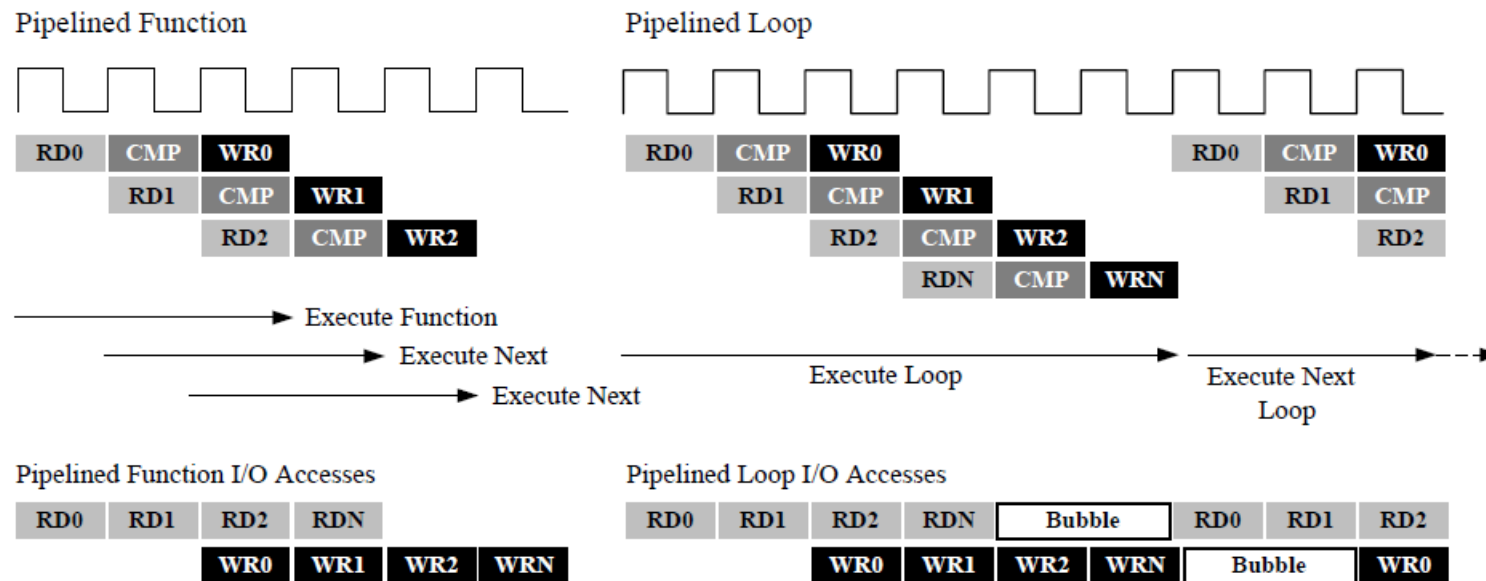 Pipelined Function
Pipelined Loop
RD0 CMP WR0
RD1 CMP WR1
RD2 CMP WR2
RD0 CMP WR0 RD0 CMP WR0
RD1 CMP WR1 RD1 CMP
RD2 CMP WR2 RD2
RDN CMP WRN
Execute Function
Execute Next
Execute Next
Execute Loop
Execute Next
Loop
Pipelined Function I/O Accesses
RD0 RD1 RD2 RDN
WR0 WR1 WR2 WRN
Pipelined Loop I/O Accesses
RD0 RD1 RD2 RDN Bubble RD0 RD1 RD2
WR0 WR1 WR2 WRN Bubble WR0